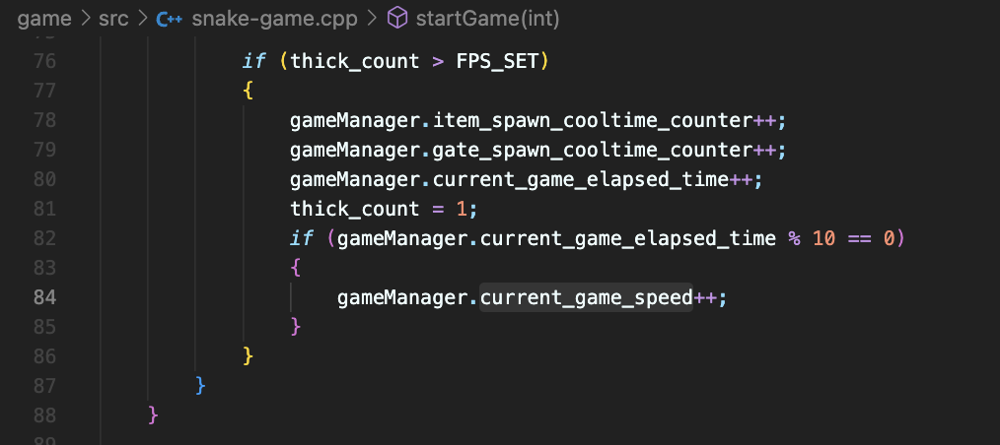 game > src > C++ snake-game.cpp > startGame(int)
76 if (thick_count > FPS_SET)
77 {
78 gameManager.item_spawn_cooltime_counter++;
79 gameManager.gate_spawn_cooltime_counter++;
80 gameManager.current_game_elapsed_time++;
81 thick_count = 1;
82 if (gameManager.current_game_elapsed_time % 10 == 0)
83 {
84 gameManager.current_game_speed++;
85 }
86 }
87 }
88 }
89